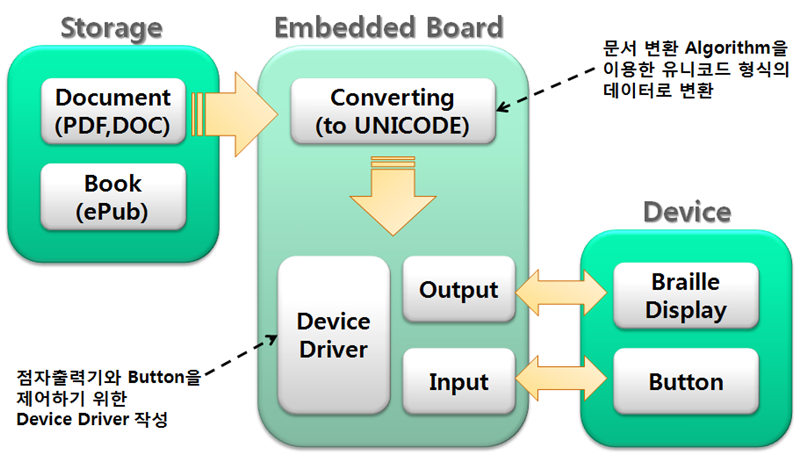 Storage
Document
(PDF,DOC)
Book
(ePub)
Embedded Board
Converting
(to UNICODE)
문서 변환 Algorithm을
이용한 유니코드 형식의
데이터로 변환
Device
Driver
Output
Input
점자출력기와 Button을
제어하기 위한
Device Driver 작성
Device
Braille
Display
Button